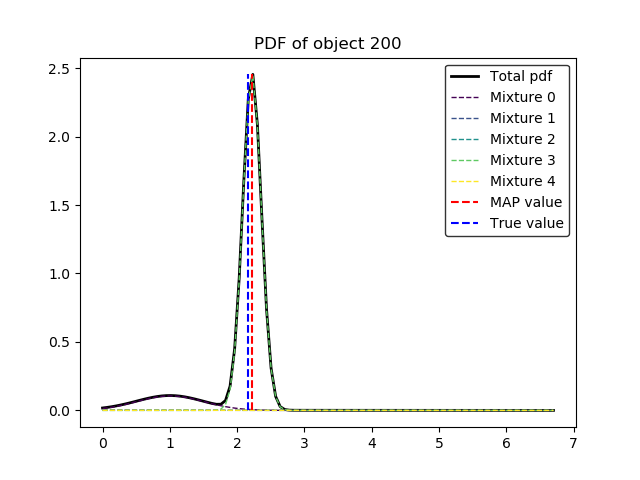 PDF of object 200
Total pdf
Mixture 0
Mixture 1
Mixture 2
Mixture 3
Mixture 4
MAP value
True value
2.5
2.0
1.5
1.0
0.5
0.0
0 1 2 3 4 5 6 7